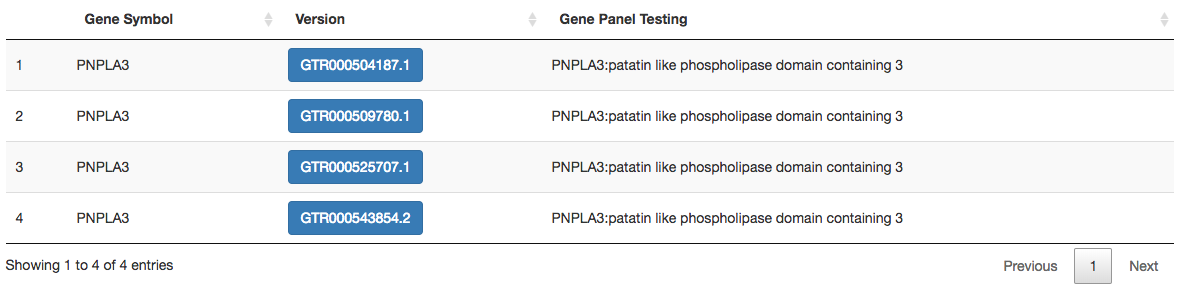 Gene Symbol Version Gene Panel Testing
1 PNPLA3 GTR000504187.1 PNPLA3:patatin like phospholipase domain containing 3
2 PNPLA3 GTR000509780.1 PNPLA3:patatin like phospholipase domain containing 3
3 PNPLA3 GTR000525707.1 PNPLA3:patatin like phospholipase domain containing 3
4 PNPLA3 GTR000543854.2 PNPLA3:patatin like phospholipase domain containing 3
Showing 1 to 4 of 4 entries Previous 1 Next